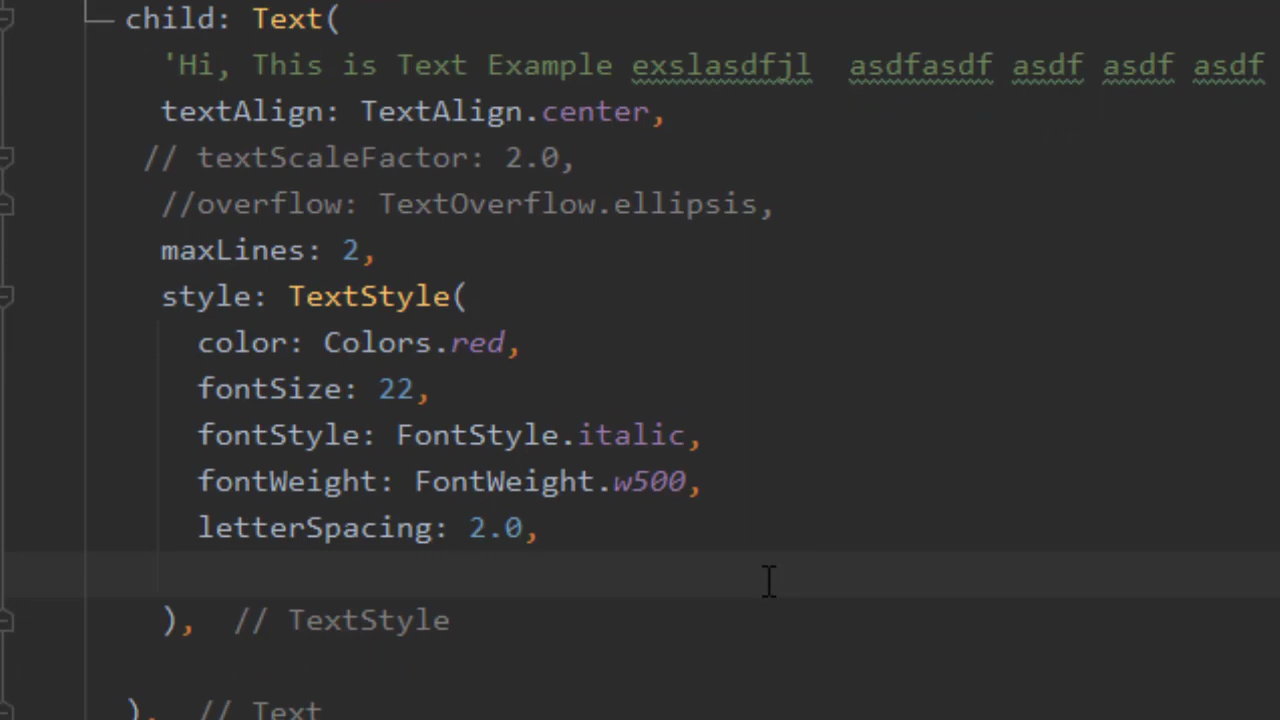 child: Text(
'Hi, This is Text Example exslasdfjl  asdfasdf asdf asdf asdf
textAlign: TextAlign.center,
// textScaleFactor: 2.0,
//overflow: TextOverflow.ellipsis,
maxLines: 2,
style: TextStyle(
color: Colors.red,
fontSize: 22,
fontStyle: FontStyle.italic,
fontWeight: FontWeight.w500,
letterSpacing: 2.0,
),  // TextStyle
),  // Text